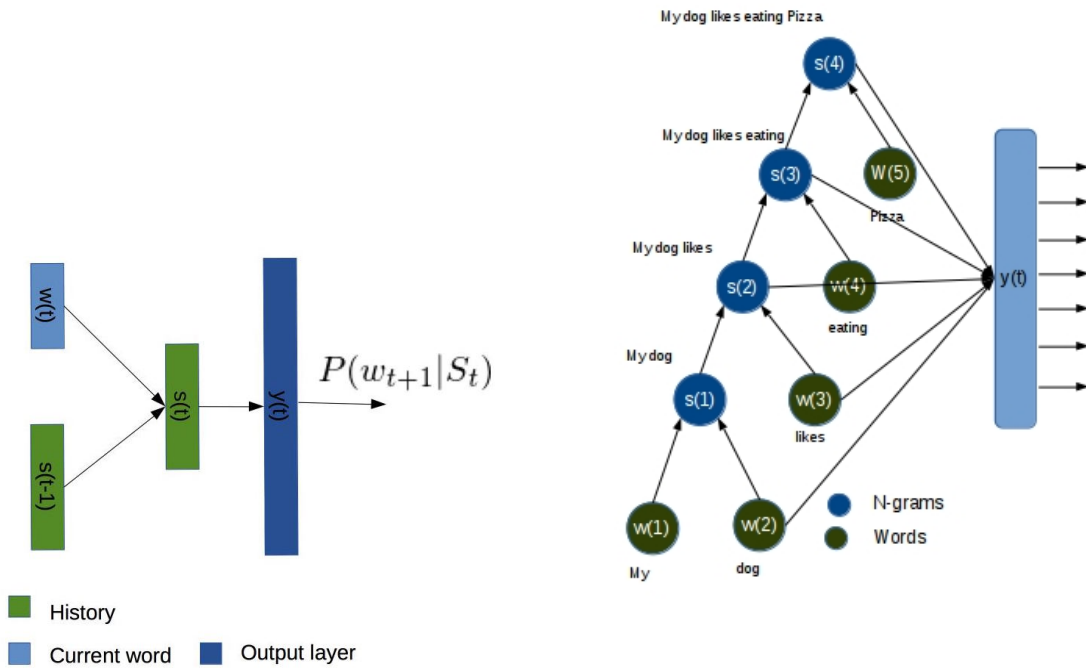 w(t)
s(t-1)
s(t)
y(t)
P(w_{t+1}|S_t)
History
Current word
Output layer
My dog likes eating Pizza
s(4)
My dog likes eating
s(3)
W(5)
Pizza
My dog likes
s(2)
w(4)
eating
y(t)
My dog
s(1)
w(3)
likes
w(1)
w(2)
My
dog
N-grams
Words